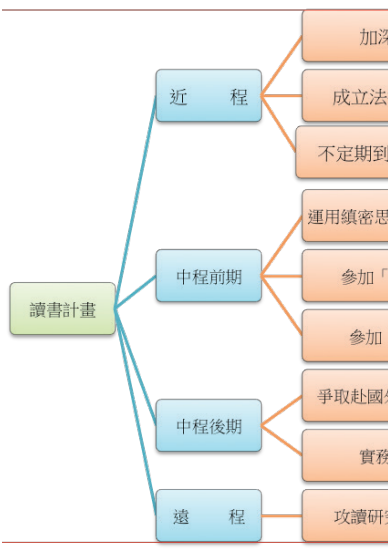 讀書計畫
近 程
加深
成立法
不定期到
中程前期
運用縝密思
參加「
參加
中程後期
爭取赴國外
實務
遠 程
攻讀研究